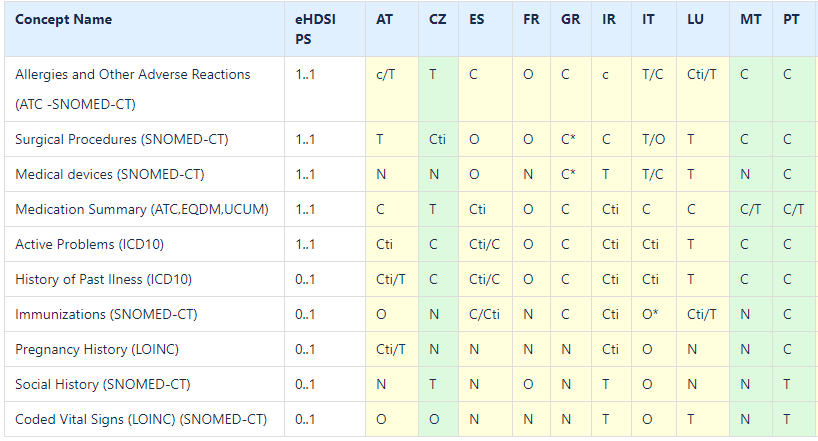 Concept Name eHDSI PS AT CZ ES FR GR IR IT LU MT PT
Allergies and Other Adverse Reactions (ATC -SNOMED-CT) 1..1 c/T T C O C c T/C Cti/T C C
Surgical Procedures (SNOMED-CT) 1..1 T Cti O O C* C T/O T C C
Medical devices (SNOMED-CT) 1..1 N N O N C* T T/C T N C
Medication Summary (ATC,EQDM,UCUM) 1..1 C T Cti O C Cti C C C/T C/T
Active Problems (ICD10) 1..1 Cti C Cti/C O C Cti Cti T C C
History of Past Ilness (ICD10) 0..1 Cti/T C Cti/C O C Cti Cti T C C
Immunizations (SNOMED-CT) 0..1 O N C/Cti N C Cti O* Cti/T N C
Pregnancy History (LOINC) 0..1 Cti/T N N N N Cti O N N C
Social History (SNOMED-CT) 0..1 N T N O N T O N N T
Coded Vital Signs (LOINC) (SNOMED-CT) 0..1 O O N N N T O T N T